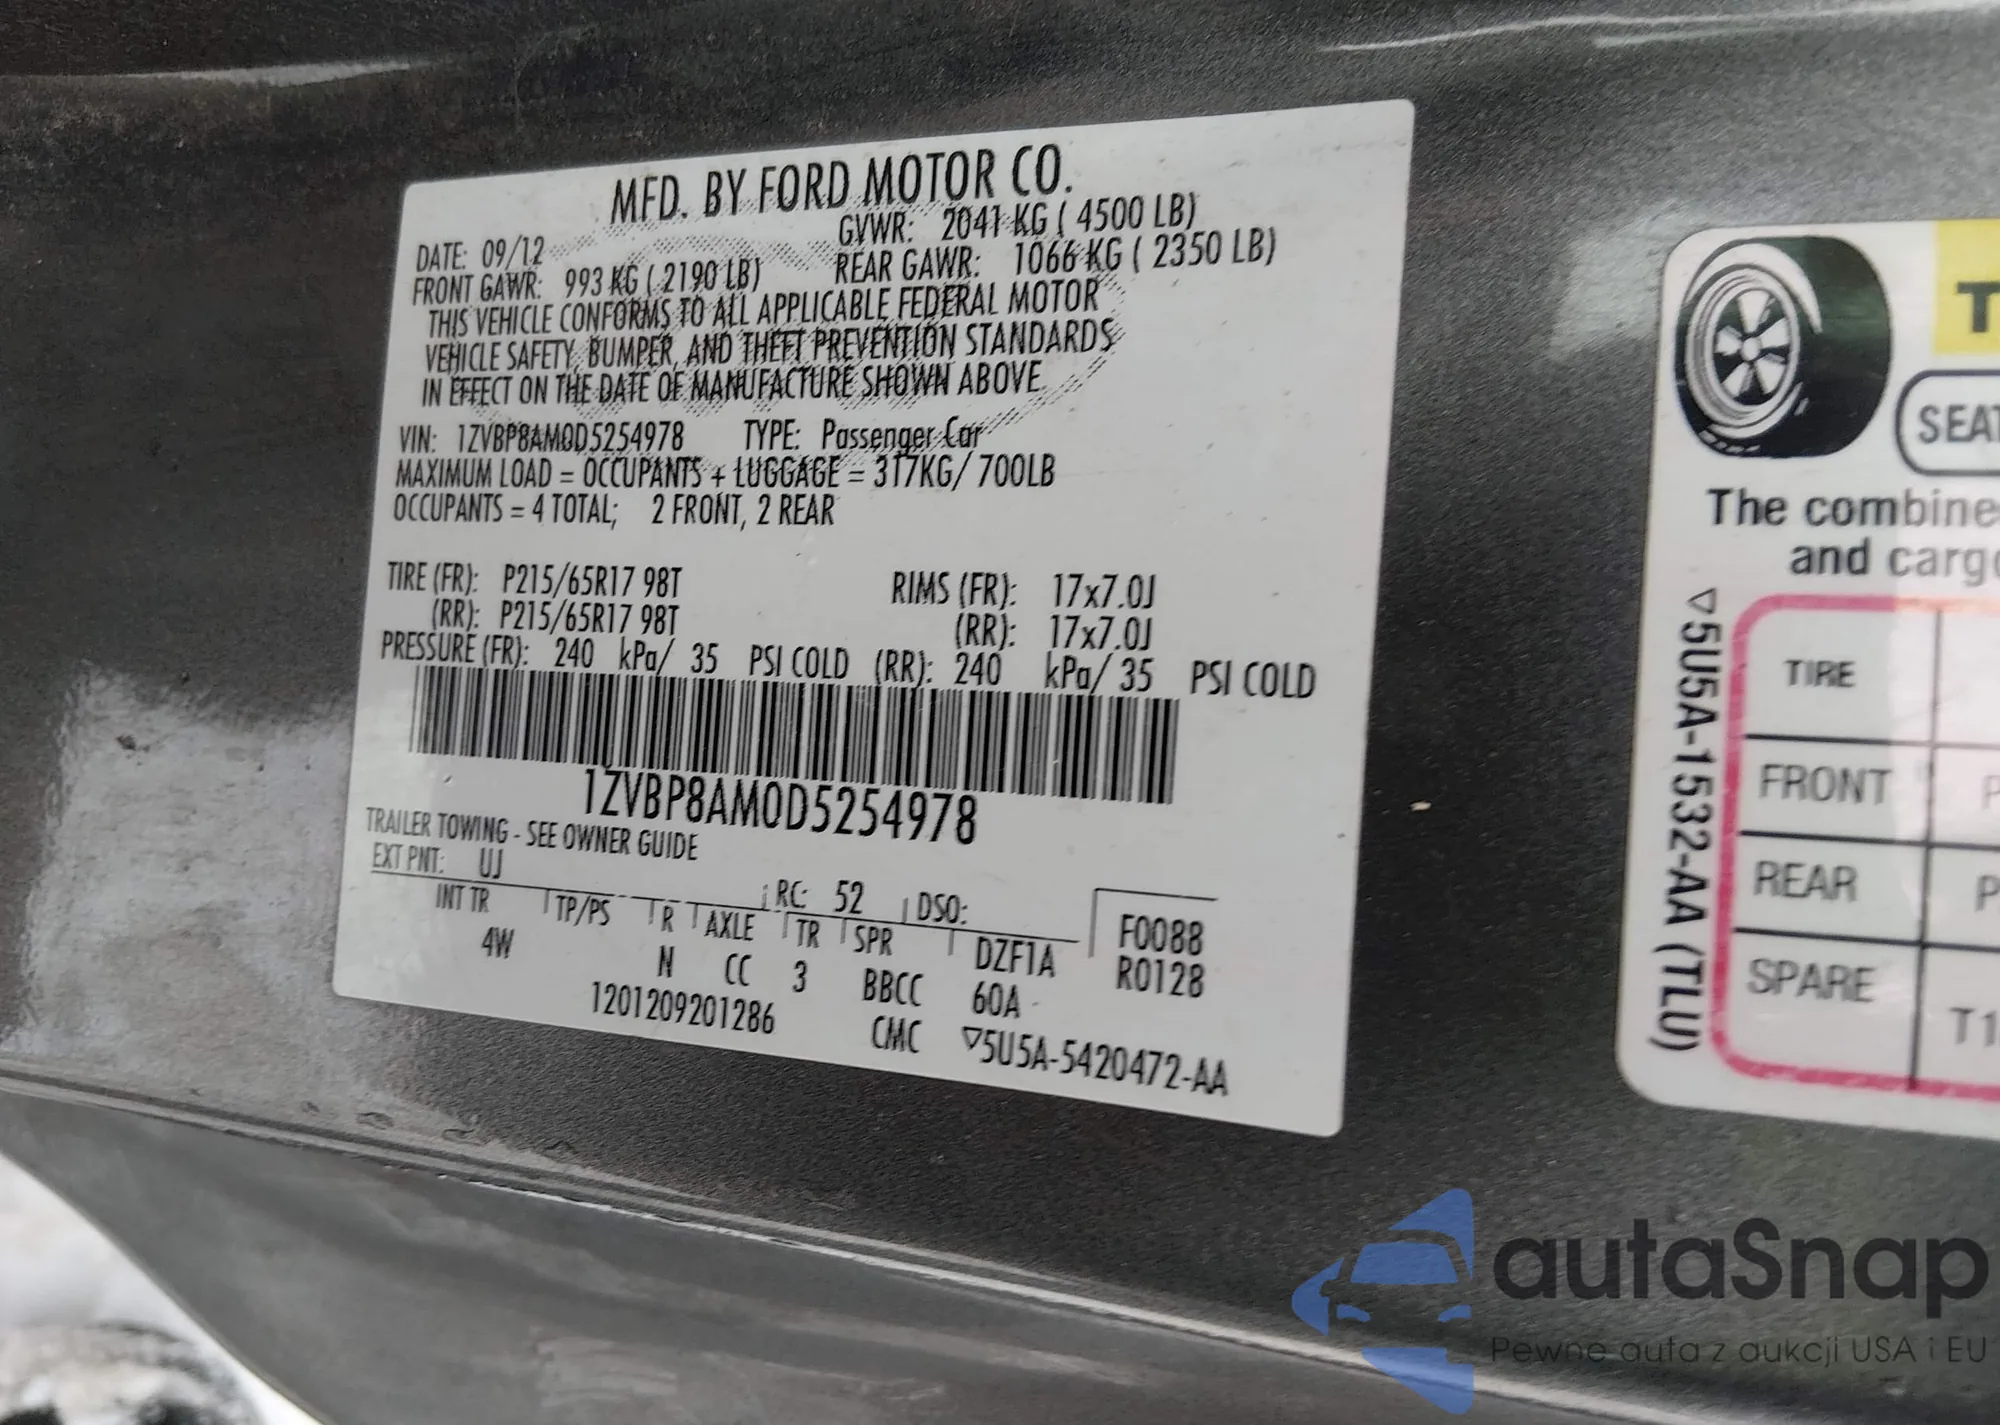 MFD. BY FORD MOTOR CO.
DATE: 09/12 GVWR: 2041 KG ( 4500 LB)
FRONT GAWR: 993 KG ( 2190 LB) REAR GAWR: 1066 KG ( 2350 LB)
THIS VEHICLE CONFORMS TO ALL APPLICABLE FEDERAL MOTOR
VEHICLE SAFETY, BUMPER, AND THEFT PREVENTION STANDARDS
IN EFFECT ON THE DATE OF MANUFACTURE SHOWN ABOVE.
VIN: 1ZVBP8AM0D5254978 TYPE: Passenger Car
MAXIMUM LOAD = OCCUPANTS + LUGGAGE = 317KG/ 700LB
OCCUPANTS = 4 TOTAL; 2 FRONT, 2 REAR
TIRE (FR): P215/65R17 98T RIMS (FR): 17x7.0J
(RR): P215/65R17 98T (RR): 17x7.0J
PRESSURE (FR): 240 kPa/ 35 PSI COLD (RR): 240 kPa/ 35 PSI COLD
1ZVBP8AM0D5254978
TRAILER TOWING - SEE OWNER GUIDE
EXT PNT: UJ RC: 52 DSO: F0088
INT TR TP/PS R AXLE TR SPR DZF1A R0128
4W N CC 3 BBCC 60A
1201209201286 CMC ▽5U5A-5420472-AA
T
SEAT
The combine
and cargo
▽5U5A-1532-AA (TLU)
TIRE
FRONT P
REAR P
SPARE T1
autaSnap
Pewne auta z aukcji USA i EU